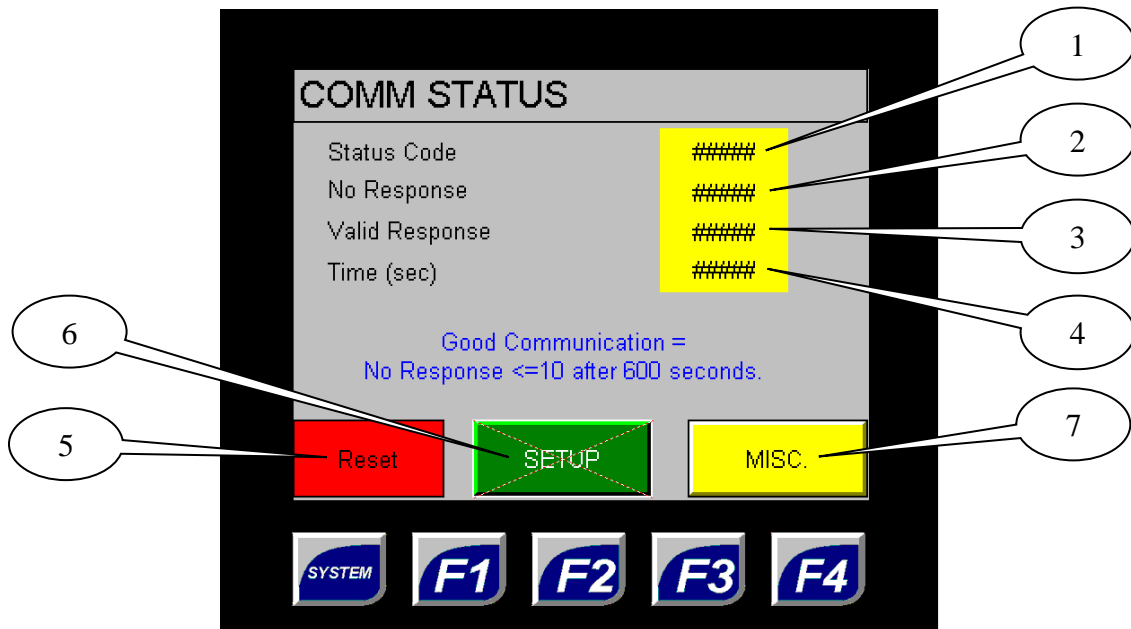 COMM STATUS
1
Status Code #####
2
No Response #####
Valid Response #####
3
Time (sec) #####
4
6
Good Communication =
No Response <=10 after 600 seconds.
5
Reset SETUP MISC.
7
SYSTEM F1 F2 F3 F4